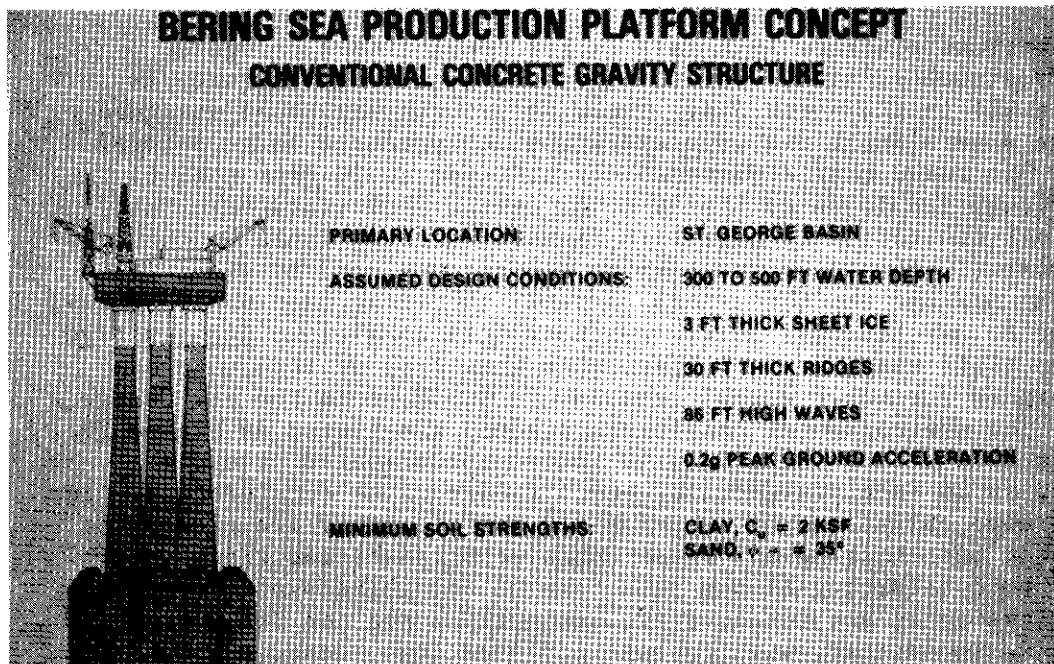 BERING SEA PRODUCTION PLATFORM CONCEPT
CONVENTIONAL CONCRETE GRAVITY STRUCTURE
PRIMARY LOCATION: ST. GEORGE BASIN
ASSUMED DESIGN CONDITIONS: 300 TO 500 FT WATER DEPTH
3 FT THICK SHEET ICE
30 FT THICK RIDGES
86 FT HIGH WAVES
0.2g PEAK GROUND ACCELERATION
MINIMUM SOIL STRENGTHS: CLAY, Cᵤ = 2 KSF
SAND, = 35°